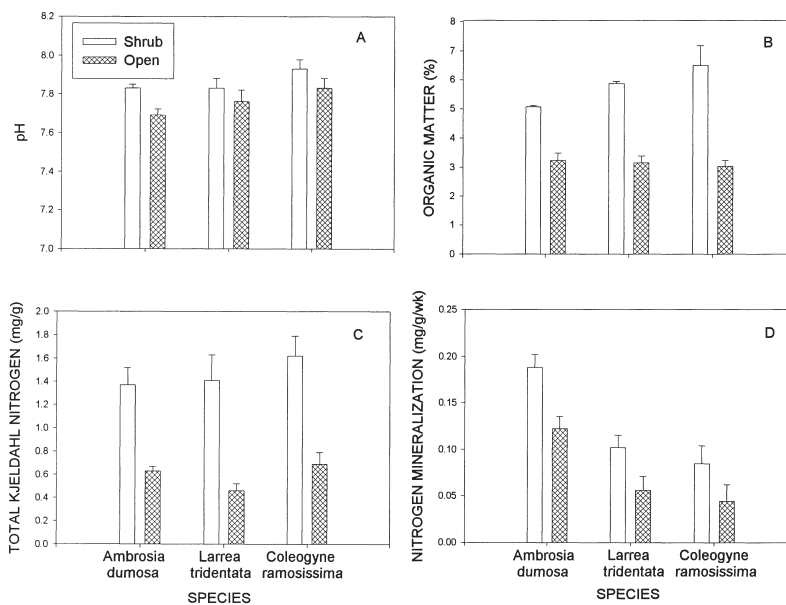 A
Shrub
Open
pH
8.2
8.0
7.8
7.6
7.4
7.2
7.0
B
ORGANIC MATTER (%)
8
7
6
5
4
3
2
1
0
C
TOTAL KJELDAHL NITROGEN (mg/g)
2.0
1.8
1.6
1.4
1.2
1.0
0.8
0.6
0.4
0.2
0.0
Ambrosia dumosa
Larrea tridentata
Coleogyne ramosissima
SPECIES
D
NITROGEN MINERALIZATION (mg/g/wk)
0.25
0.20
0.15
0.10
0.05
0.00
Ambrosia dumosa
Larrea tridentata
Coleogyne ramosissima
SPECIES